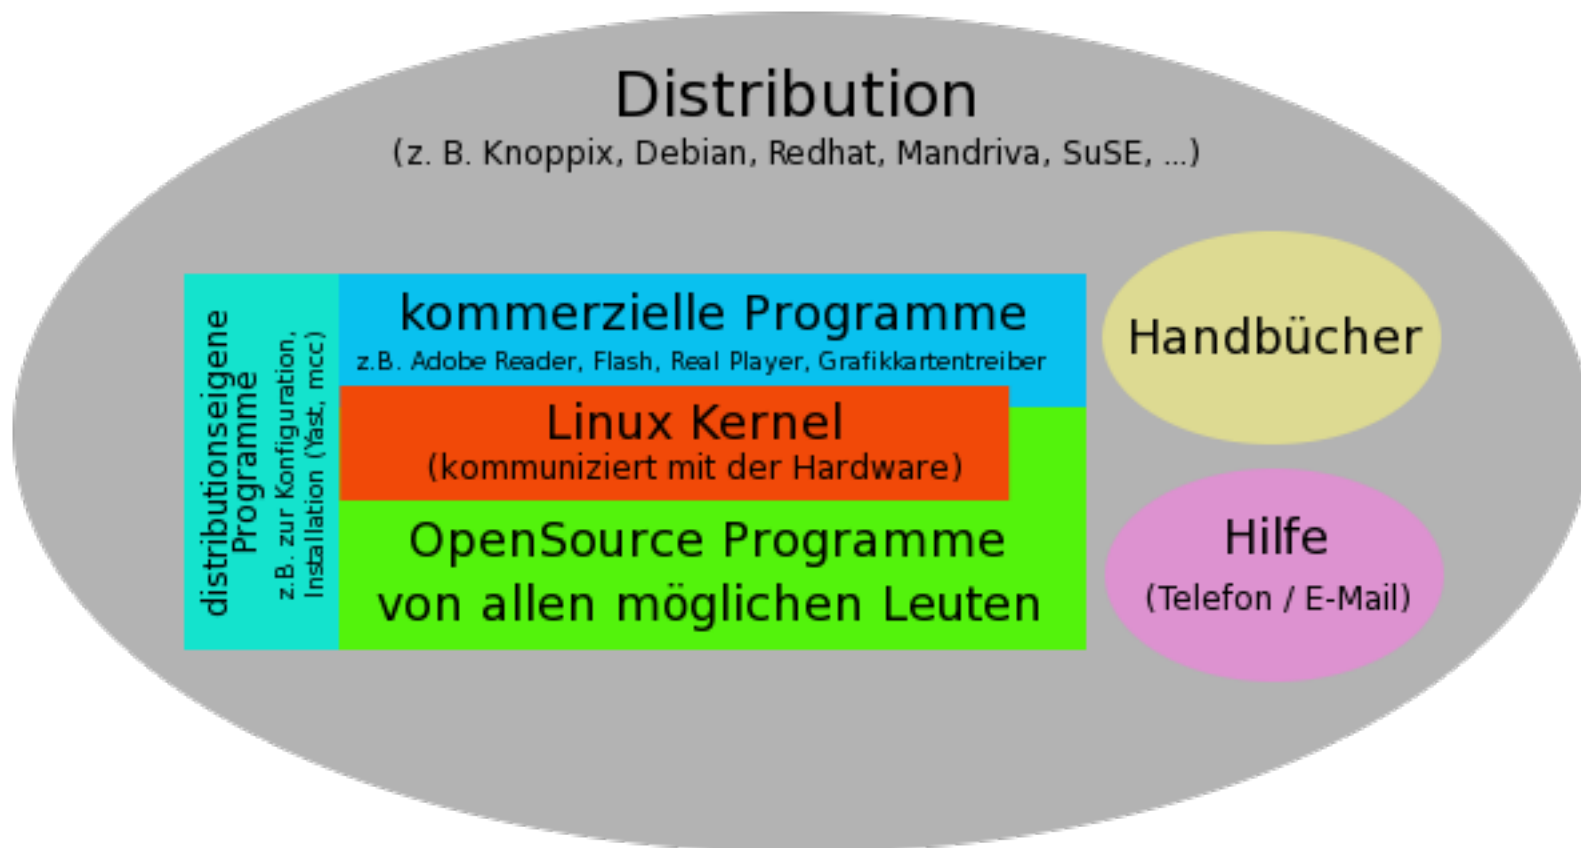 Distribution
(z. B. Knoppix, Debian, Redhat, Mandriva, SuSE, ...)
distributionseigene
Programme
z.B. zur Konfiguration,
Installation (Yast, mcc)
kommerzielle Programme
z.B. Adobe Reader, Flash, Real Player, Grafikkartentreiber
Linux Kernel
(kommuniziert mit der Hardware)
OpenSource Programme
von allen möglichen Leuten
Handbücher
Hilfe
(Telefon / E-Mail)